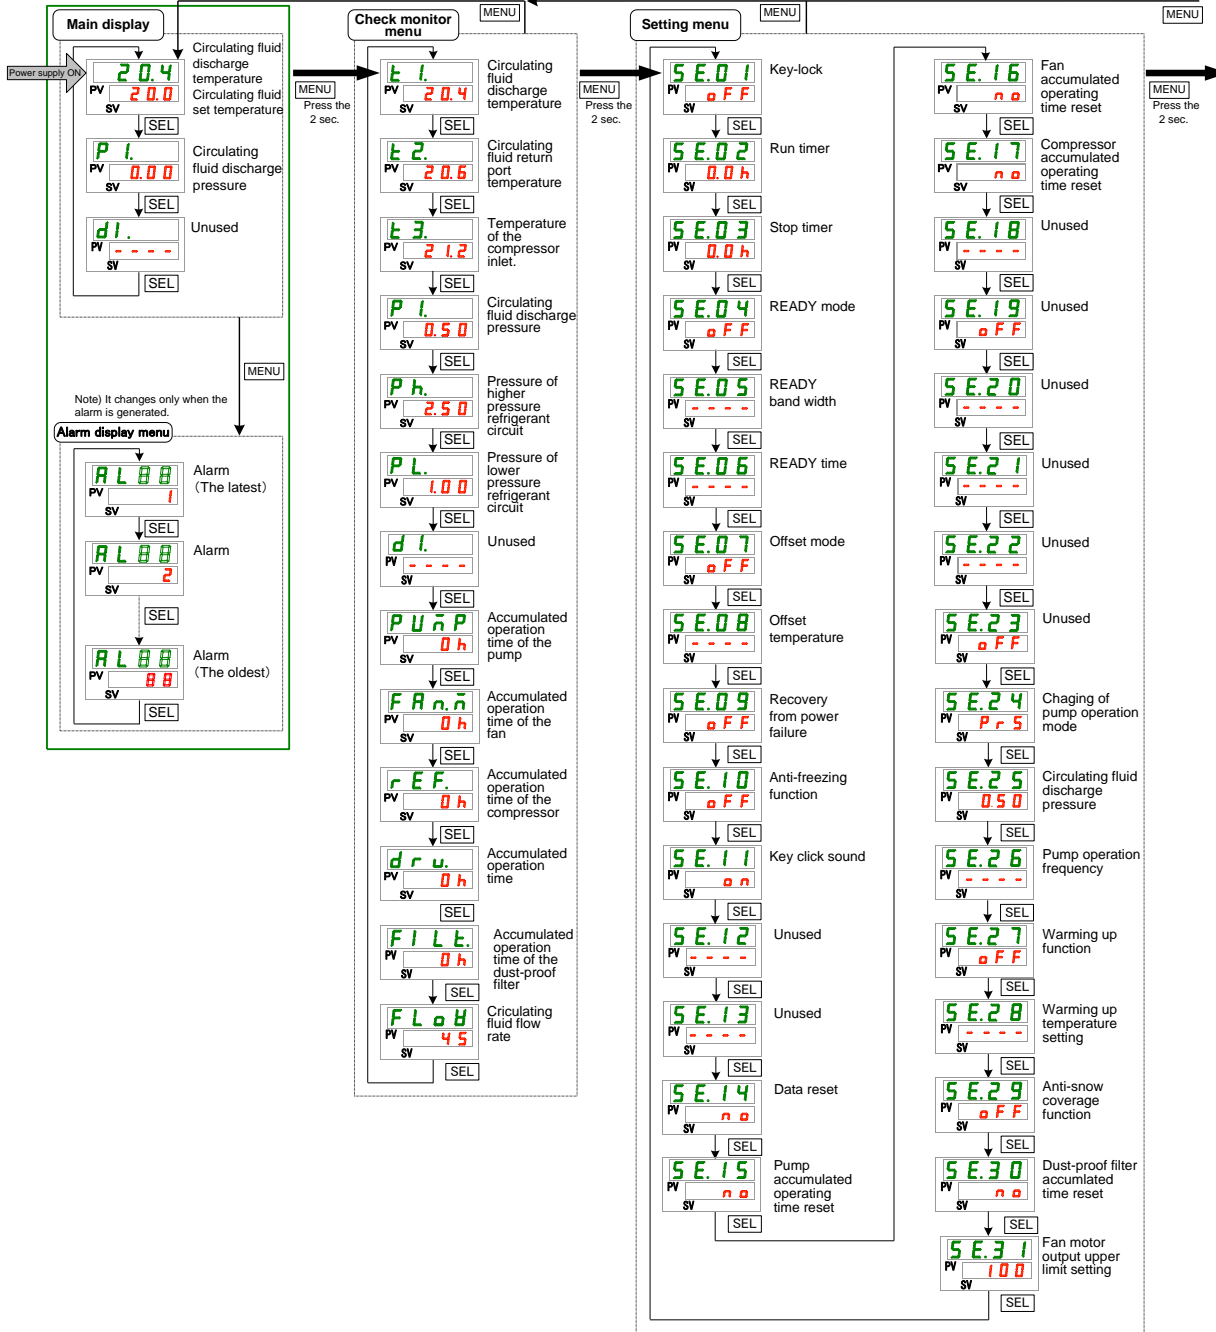 MENU
MENU
MENU
Main display
Power supply ON
20.4
PV
20.0
SV
Circulating fluid
discharge
temperature
Circulating fluid
set temperature
SEL
P 1.
PV
0.00
SV
Circulating
fluid discharge
pressure
SEL
d1.
PV
----
SV
Unused
SEL
MENU
Note) It changes only when the
alarm is generated.
Alarm display menu
AL88
PV
1
SV
Alarm
(The latest)
SEL
AL88
PV
2
Alarm
SEL
AL88
PV
88
SV
Alarm
(The oldest)
SEL
MENU
Press the
2 sec.
Check monitor
menu
t 1.
PV
20.4
SV
Circulating
fluid
discharge
temperature
SEL
t 2.
PV
20.6
SV
Circulating
fluid return
port
temperature
SEL
t 3.
PV
21.2
SV
Temperature
of the
compressor
inlet.
SEL
P 1.
PV
0.50
SV
Circulating
fluid discharge
pressure
SEL
Ph.
PV
2.50
SV
Pressure of
higher
pressure
refrigerant
circuit
SEL
PL.
PV
1.00
SV
Pressure of
lower
pressure
refrigerant
circuit
SEL
d 1.
PV
----
SV
Unused
SEL
PUñP
PV
0h
SV
Accumulated
operation
time of the
pump
SEL
FAn.ñ
PV
0h
SV
Accumulated
operation
time of the
fan
SEL
rEF.
PV
0h
SV
Accumulated
operation
time of the
compressor
SEL
dru.
PV
0h
SV
Accumulated
operation
time
SEL
FILt.
PV
0h
SV
Accumulated
operation
time of the
dust-proof
filter
SEL
FLoW
PV
45
SV
Criculating
fluid flow
rate
SEL
MENU
Press the
2 sec.
Setting menu
SE.01
PV
oFF
SV
Key-lock
SEL
SE.02
PV
0.0h
SV
Run timer
SEL
SE.03
PV
0.0h
SV
Stop timer
SEL
SE.04
PV
oFF
SV
READY mode
SEL
SE.05
PV
----
SV
READY
band width
SEL
SE.06
PV
----
SV
READY time
SEL
SE.07
PV
oFF
SV
Offset mode
SEL
SE.08
PV
----
SV
Offset
temperature
SEL
SE.09
PV
oFF
SV
Recovery
from power
failure
SEL
SE.10
PV
oFF
SV
Anti-freezing
function
SEL
SE.11
PV
on
SV
Key click sound
SEL
SE.12
PV
----
SV
Unused
SEL
SE.13
PV
----
SV
Unused
SEL
SE.14
PV
no
SV
Data reset
SEL
SE.15
PV
no
SV
Pump
accumulated
operating
time reset
SEL
SE.16
PV
no
SV
Fan
accumulated
operating
time reset
SEL
SE.17
PV
no
SV
Compressor
accumulated
operating
time reset
SEL
SE.18
PV
----
SV
Unused
SEL
SE.19
PV
oFF
SV
Unused
SEL
SE.20
PV
----
SV
Unused
SEL
SE.21
PV
----
SV
Unused
SEL
SE.22
PV
----
SV
Unused
SEL
SE.23
PV
oFF
SV
Unused
SEL
SE.24
PV
PrS
SV
Chaging of
pump operation
mode
SEL
SE.25
PV
0.50
SV
Circulating fluid
discharge
pressure
SEL
SE.26
PV
----
SV
Pump operation
frequency
SEL
SE.27
PV
oFF
SV
Warming up
function
SEL
SE.28
PV
----
SV
Warming up
temperature
setting
SEL
SE.29
PV
oFF
SV
Anti-snow
coverage
function
SEL
SE.30
PV
no
SV
Dust-proof filter
accumlated
time reset
SEL
SE.31
PV
100
SV
Fan motor
output upper
limit setting
SEL
MENU
Press the
2 sec.